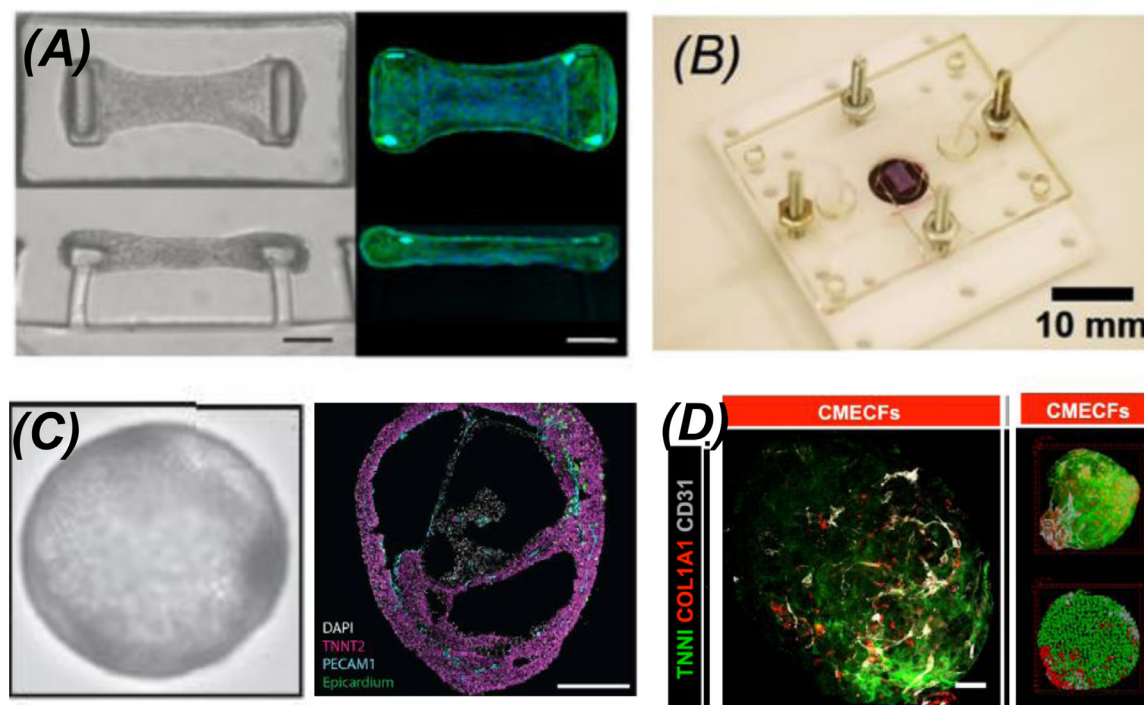 (A)
(B)
10 mm
(C)
DAPI
TNNT2
PECAM1
Epicardium
(D)
CMECFs
CMECFs
TNNI COL1A1 CD31